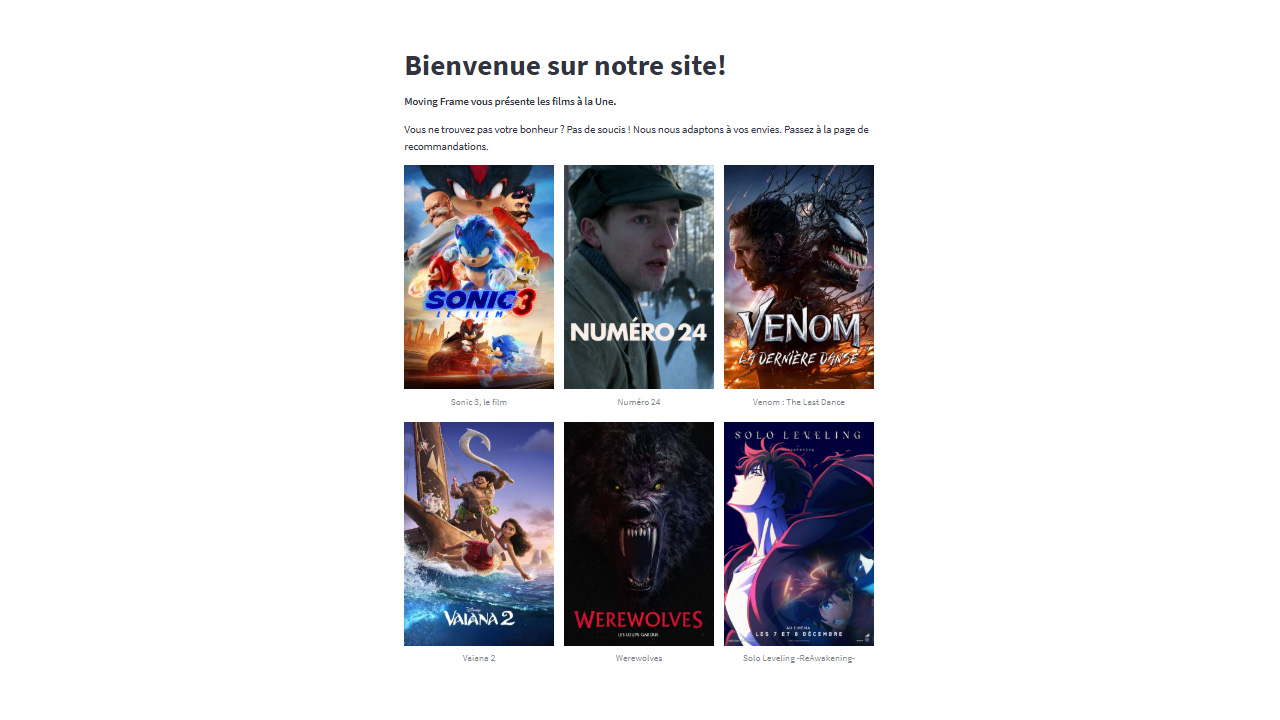 Bienvenue sur notre site!
Moving Frame vous présente les films à la Une.
Vous ne trouvez pas votre bonheur ? Pas de soucis ! Nous nous adaptons à vos envies. Passez à la page de
recommandations.
SONIC 3
LE FILM
NUMÉRO 24
VENOM
LA DERNIÈRE DANSE
Sonic 3, le film
Numéro 24
Venom : The Last Dance
Disney
VAIANA 2
WEREWOLVES
LES LOUPS-GAROUS
SOLO LEVELING
ReAwakening
AU CINÉMA
LES 7 ET 8 DÉCEMBRE
Vaiana 2
Werewolves
Solo Leveling -ReAwakening-